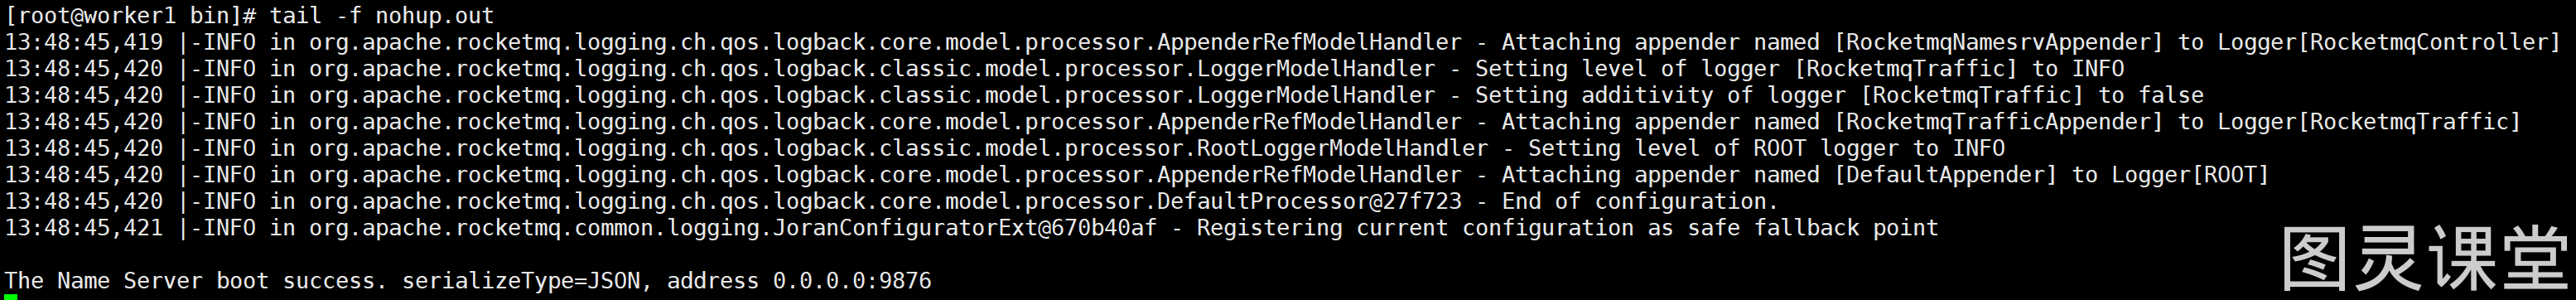 [root@worker1 bin]# tail -f nohup.out
13:48:45,419 |-INFO in org.apache.rocketmq.logging.ch.qos.logback.core.model.processor.AppenderRefModelHandler - Attaching appender named [RocketmqNamesrvAppender] to Logger[RocketmqController]
13:48:45,420 |-INFO in org.apache.rocketmq.logging.ch.qos.logback.classic.model.processor.LoggerModelHandler - Setting level of logger [RocketmqTraffic] to INFO
13:48:45,420 |-INFO in org.apache.rocketmq.logging.ch.qos.logback.classic.model.processor.LoggerModelHandler - Setting additivity of logger [RocketmqTraffic] to false
13:48:45,420 |-INFO in org.apache.rocketmq.logging.ch.qos.logback.core.model.processor.AppenderRefModelHandler - Attaching appender named [RocketmqTrafficAppender] to Logger[RocketmqTraffic]
13:48:45,420 |-INFO in org.apache.rocketmq.logging.ch.qos.logback.classic.model.processor.RootLoggerModelHandler - Setting level of ROOT logger to INFO
13:48:45,420 |-INFO in org.apache.rocketmq.logging.ch.qos.logback.core.model.processor.AppenderRefModelHandler - Attaching appender named [DefaultAppender] to Logger[ROOT]
13:48:45,420 |-INFO in org.apache.rocketmq.logging.ch.qos.logback.core.model.processor.DefaultProcessor@27f723 - End of configuration.
13:48:45,421 |-INFO in org.apache.rocketmq.common.logging.JoranConfiguratorExt@670b40af - Registering current configuration as safe fallback point
The Name Server boot success. serializeType=JSON, address 0.0.0.0:9876
图灵课堂